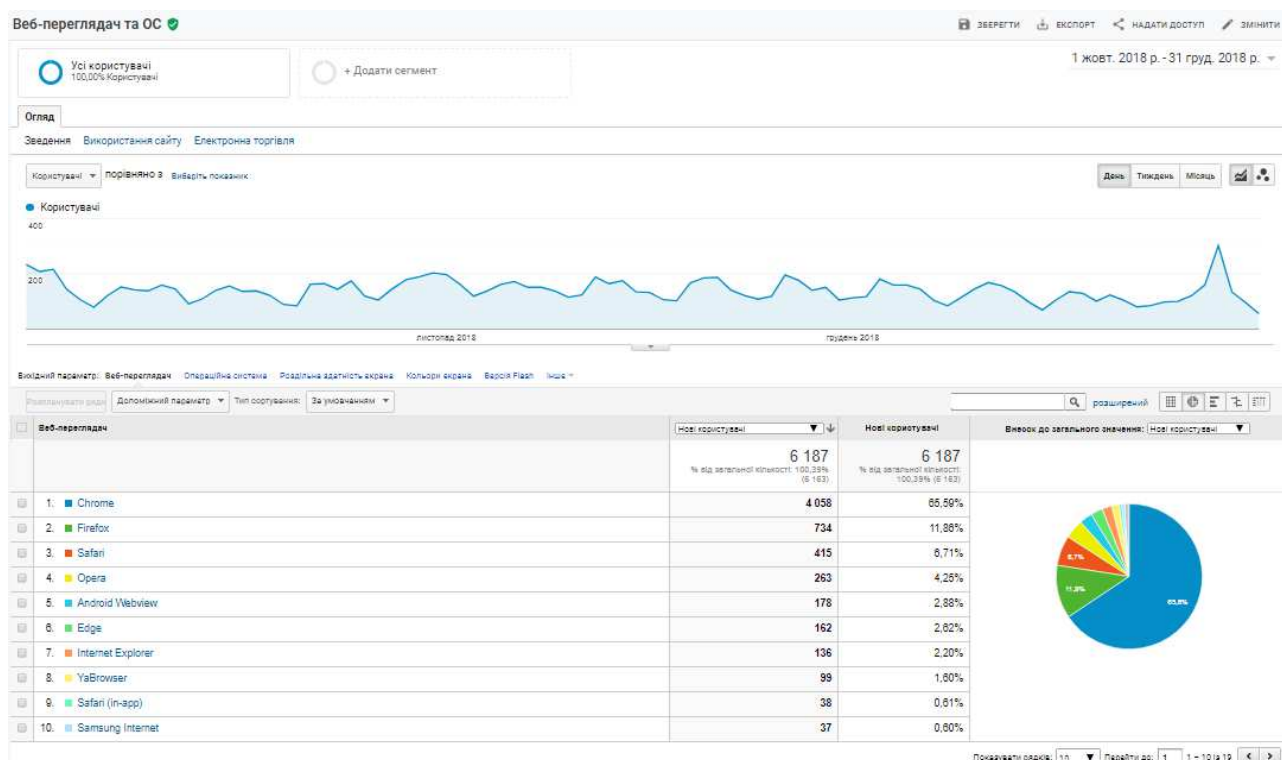 Веб-переглядач та ОС
ЗБЕРЕГТИ ЕКСПОРТ НАДАТИ ДОСТУП ЗМІНИТИ
Усі користувачі
100,00% Користувачі
+ Додати сегмент
1 жовт. 2018 р. - 31 груд. 2018 р.
Огляд
Зведення Використання сайту Електронна торгівля
Користувачі порівняно з Виберіть показник
День Тиждень Місяць
Користувачі
400
200
листопад 2018 грудень 2018
Вихідний параметр: Веб-переглядач Операційна система Роздільна здатність екрана Кольори екрана Версія Flash Інше
Розпланувати ряди Допоміжний параметр Тип сортування: За умовчанням розширений
Веб-переглядач Нові користувачі Нові користувачі Внесок до загального значення: Нові користувачі
6 187 6 187
% від загальної кількості: 100,39% % від загальної кількості:
(6 163) 100,39% (6 163)
1. Chrome 4 058 65,59%
2. Firefox 734 11,86%
3. Safari 415 6,71%
4. Opera 263 4,25%
5. Android Webview 178 2,88%
6. Edge 162 2,62%
7. Internet Explorer 136 2,20%
8. YaBrowser 99 1,60%
9. Safari (in-app) 38 0,61%
10. Samsung Internet 37 0,60%
6,7%
11,9%
65,6%
Показувати рядків: 10 Перейти до: 1 1 – 10 із 19